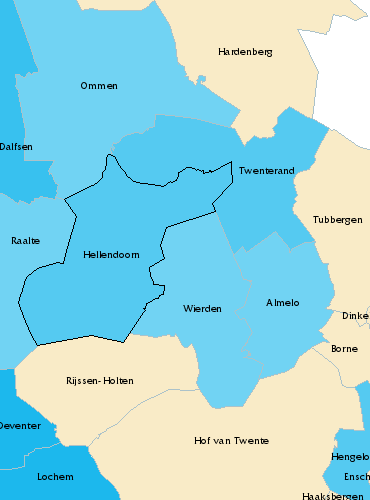 Hardenberg
Ommen
Dalfsen
Twenterand
Tubbergen
Raalte
Hellendoorn
Wierden
Almelo
Dinke
Borne
Rijssen-Holten
Deventer
Hof van Twente
Hengelo
Lochem
Ensch
Haaksbergen